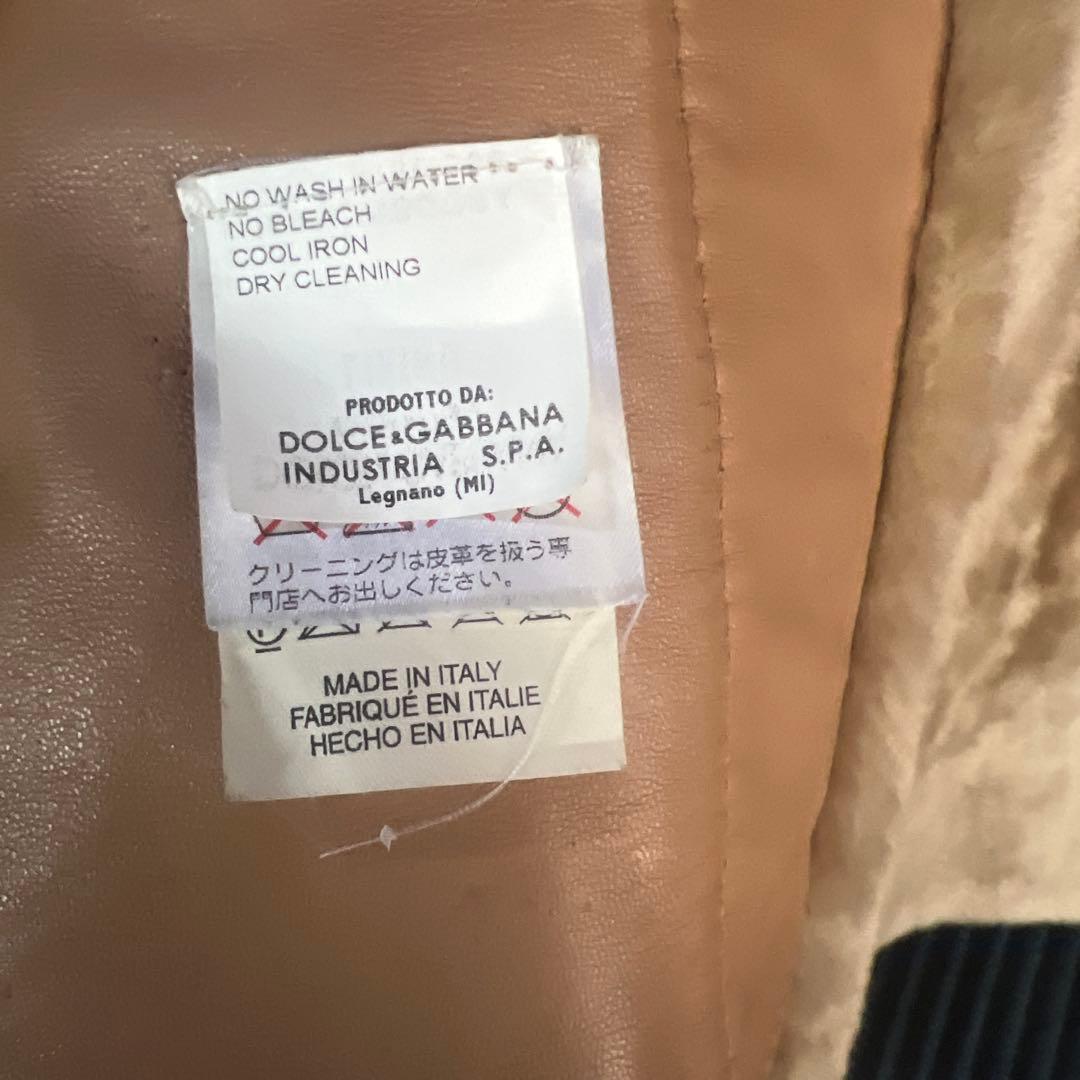 NO WASH IN WATER
NO BLEACH
COOL IRON
DRY CLEANING
PRODOTTO DA:
DOLCE&GABBANA
INDUSTRIA S.P.A.
Legnano (MI)
クリーニングは皮革を扱う専
門店へお出しください。
MADE IN ITALY
FABRIQUÉ EN ITALIE
HECHO EN ITALIA